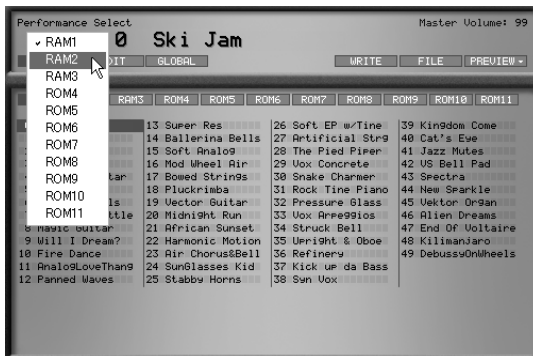 Performance Select
Master Volume: 99
0 Ski Jam
DIT GLOBAL WRITE FILE PREVIEW
✓ RAM1
RAM2
RAM3
ROM4
ROM5
ROM6
ROM7
ROM8
ROM9
ROM10
ROM11
RAM3 ROM4 ROM5 ROM6 ROM7 ROM8 ROM9 ROM10 ROM11
8 Magic Guitar
9 Will I Dream?
10 Fire Dance
11 AnalogLoveThang
12 Panned Waves
13 Super Res
14 Ballerina Bells
15 Soft Analog
16 Mod Wheel Air
17 Bowed Strings
18 Pluckrimba
19 Vector Guitar
20 Midnight Run
21 African Sunset
22 Harmonic Motion
23 Air Chorus&Bell
24 SunGlasses Kid
25 Stabby Horns
26 Soft EP w/Tine
27 Artificial Strg
28 The Pied Piper
29 Vox Concrete
30 Snake Charmer
31 Rock Tine Piano
32 Pressure Glass
33 Vox Arpeggios
34 Struck Bell
35 Upright & Oboe
36 Refinery
37 Kick up da Bass
38 Syn Vox
39 Kingdom Come
40 Cat's Eye
41 Jazz Mutes
42 US Bell Pad
43 Spectra
44 New Sparkle
45 Vektor Organ
46 Alien Dreams
47 End Of Voltaire
48 Kilimanjaro
49 DebussyOnWheels